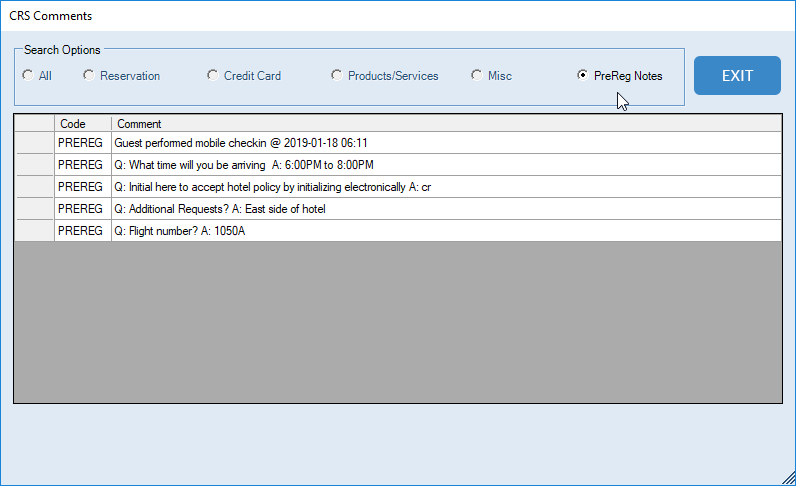 CRS Comments
Search Options
All Reservation Credit Card Products/Services Misc PreReg Notes
EXIT
Code Comment
PREREG Guest performed mobile checkin @ 2019-01-18 06:11
PREREG Q: What time will you be arriving  A: 6:00PM to 8:00PM
PREREG Q: Initial here to accept hotel policy by initializing electronically A: cr
PREREG Q: Additional Requests? A: East side of hotel
PREREG Q: Flight number? A: 1050A